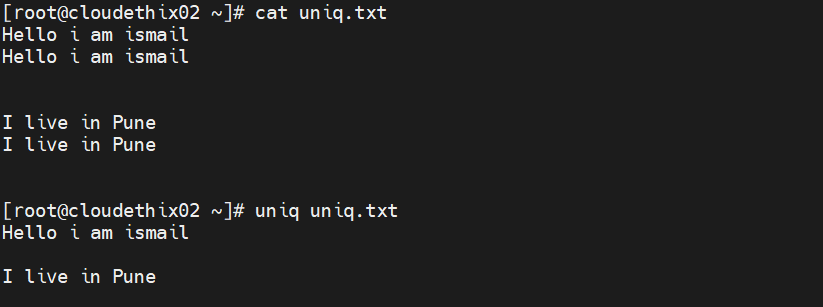 [root@cloudethix02 ~]# cat uniq.txt
Hello i am ismail
Hello i am ismail
I live in Pune
I live in Pune
[root@cloudethix02 ~]# uniq uniq.txt
Hello i am ismail
I live in Pune